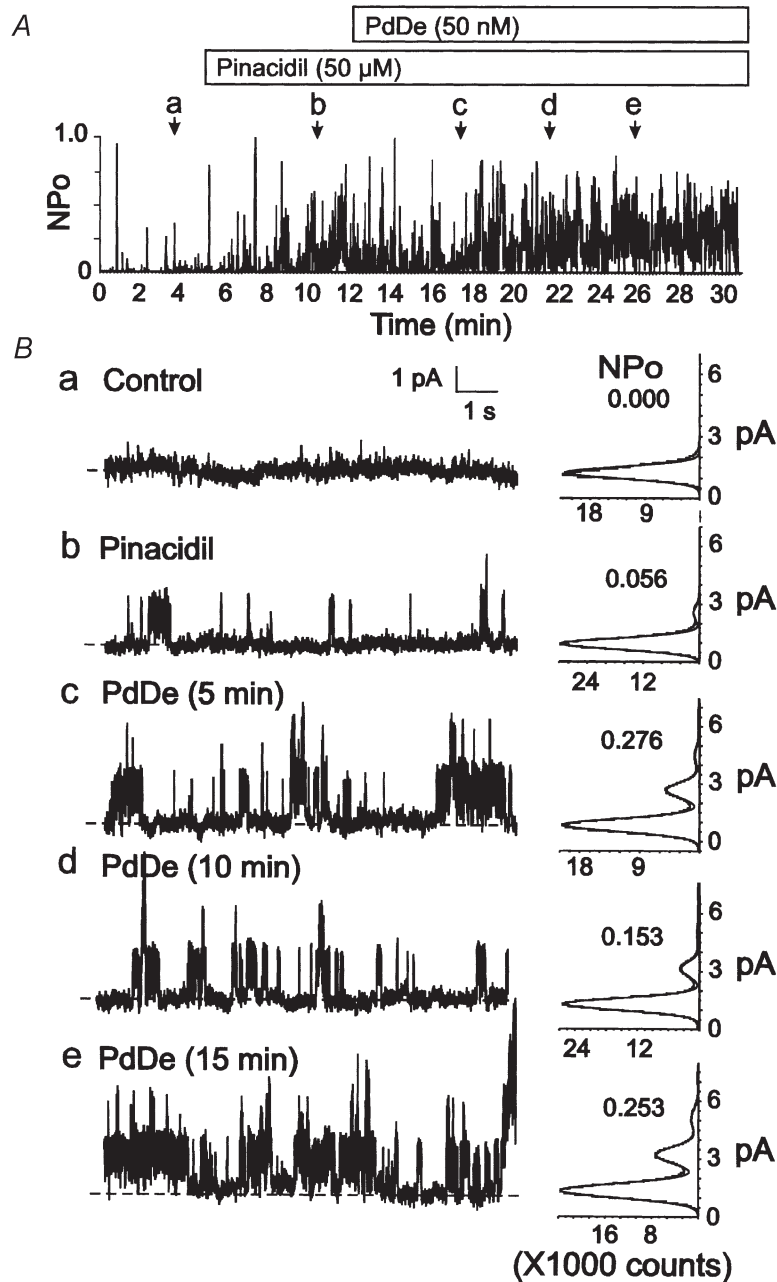 A
PdDe (50 nM)
Pinacidil (50 µM)
a b c d e
1.0
NPo
0
0 2 4 6 8 10 12 14 16 18 20 22 24 26 28 30
Time (min)
B
a Control
1 pA
1 s
NPo
0.000
6
3
0
pA
18 9
b Pinacidil
0.056
6
3
0
pA
24 12
c PdDe (5 min)
0.276
6
3
0
pA
18 9
d PdDe (10 min)
0.153
6
3
0
pA
24 12
e PdDe (15 min)
0.253
6
3
0
pA
16 8
(X1000 counts)